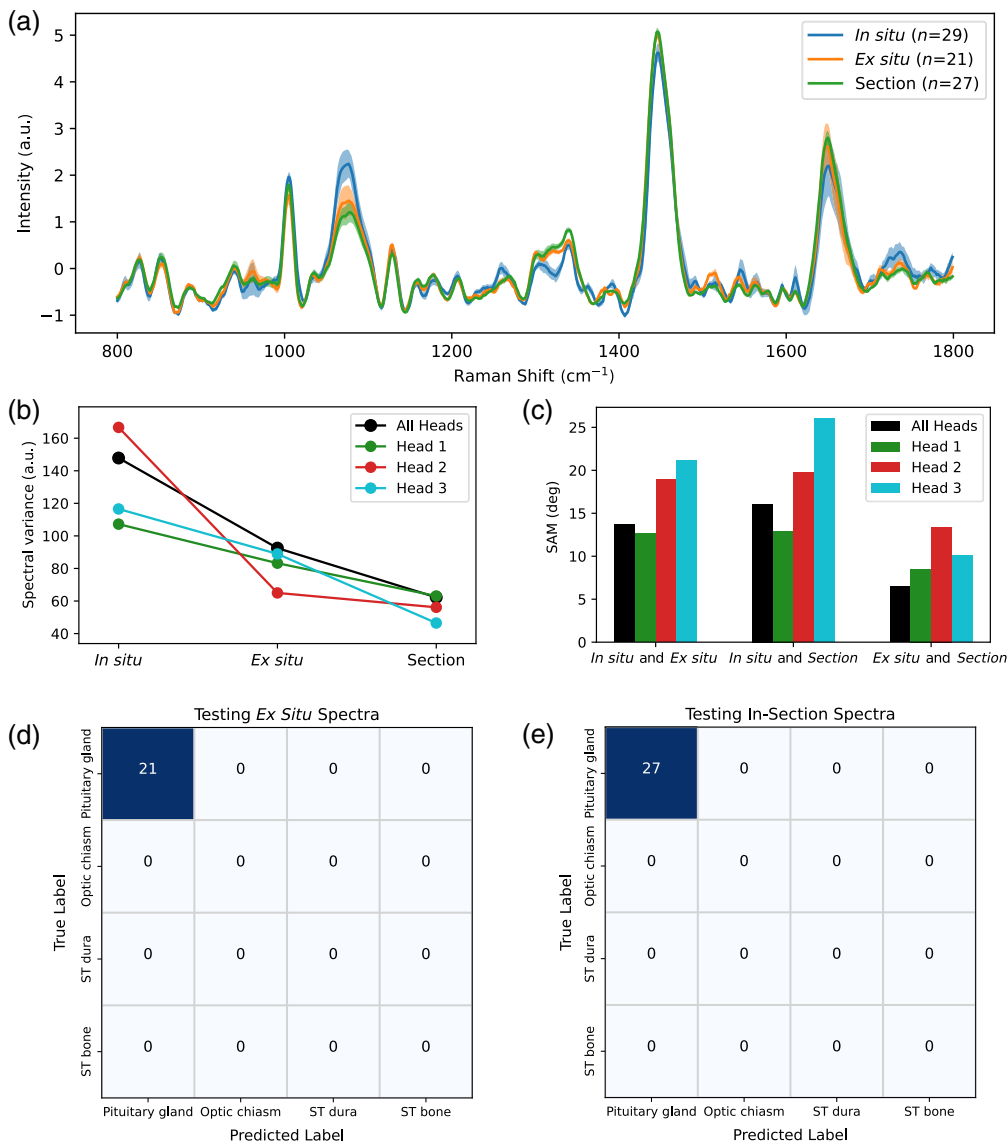 (a)
In situ (n=29)
Ex situ (n=21)
Section (n=27)
Intensity (a.u.)
5
4
3
2
1
0
−1
800 1000 1200 1400 1600 1800
Raman Shift (cm⁻¹)
(b)
All Heads
Head 1
Head 2
Head 3
Spectral variance (a.u.)
160
140
120
100
80
60
40
In situ Ex situ Section
(c)
All Heads
Head 1
Head 2
Head 3
SAM (deg)
25
20
15
10
5
0
In situ and Ex situ In situ and Section Ex situ and Section
(d)
Testing Ex Situ Spectra
True Label
Pituitary gland
Optic chiasm
ST dura
ST bone
21 0 0 0
0 0 0 0
0 0 0 0
0 0 0 0
Pituitary gland Optic chiasm ST dura ST bone
Predicted Label
(e)
Testing In-Section Spectra
True Label
Pituitary gland
Optic chiasm
ST dura
ST bone
27 0 0 0
0 0 0 0
0 0 0 0
0 0 0 0
Pituitary gland Optic chiasm ST dura ST bone
Predicted Label